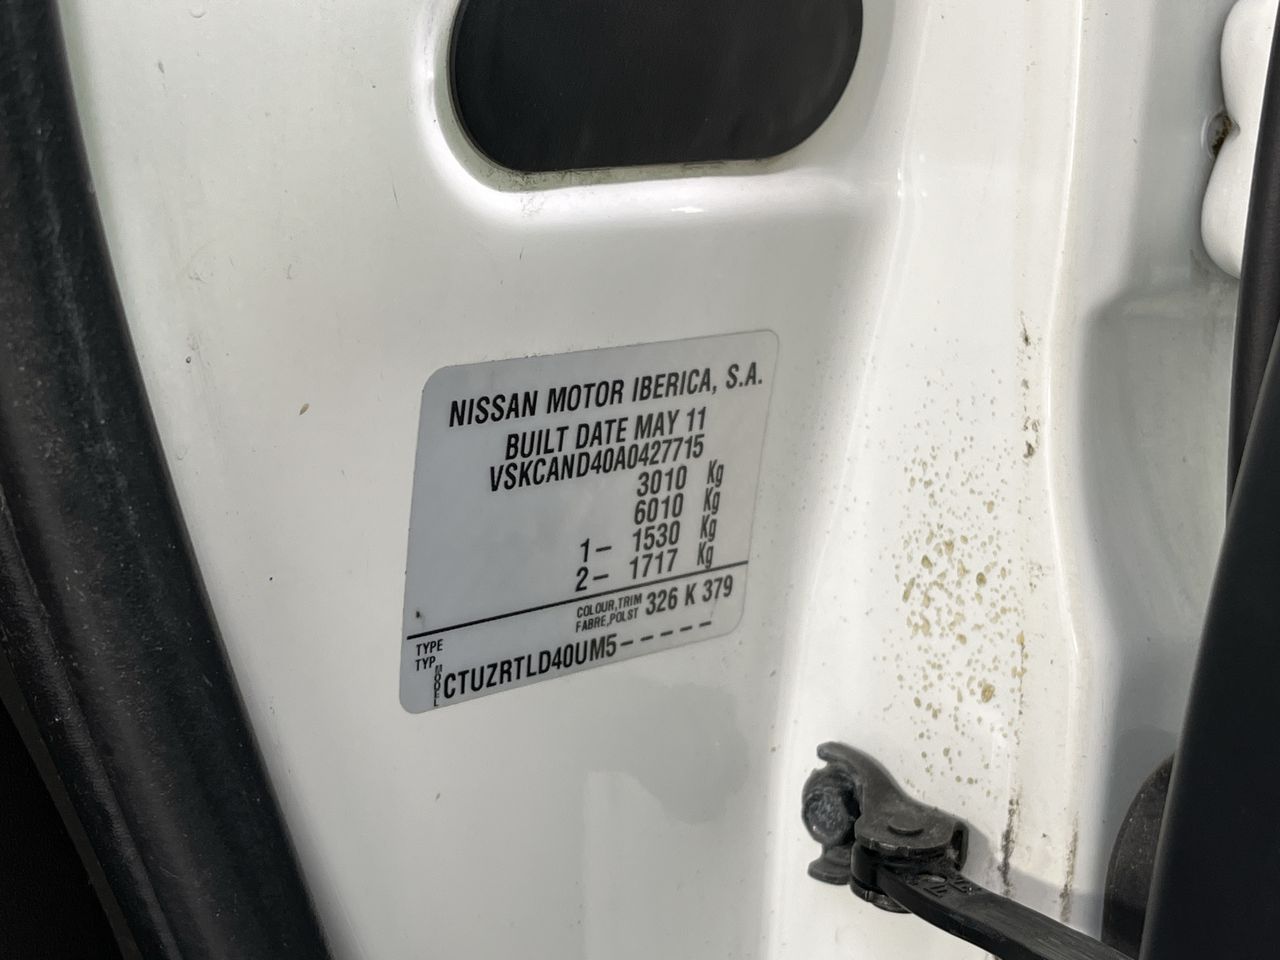 NISSAN MOTOR IBERICA, S.A.
BUILT DATE MAY 11
VSKCAND40A0427715
3010 Kg
6010 Kg
1– 1530 Kg
2– 1717 Kg
COLOUR,TRIM
FABRE,POLST
326 K 379
TYPE
TYP
MODEL
CTUZRTLD40UM5-----